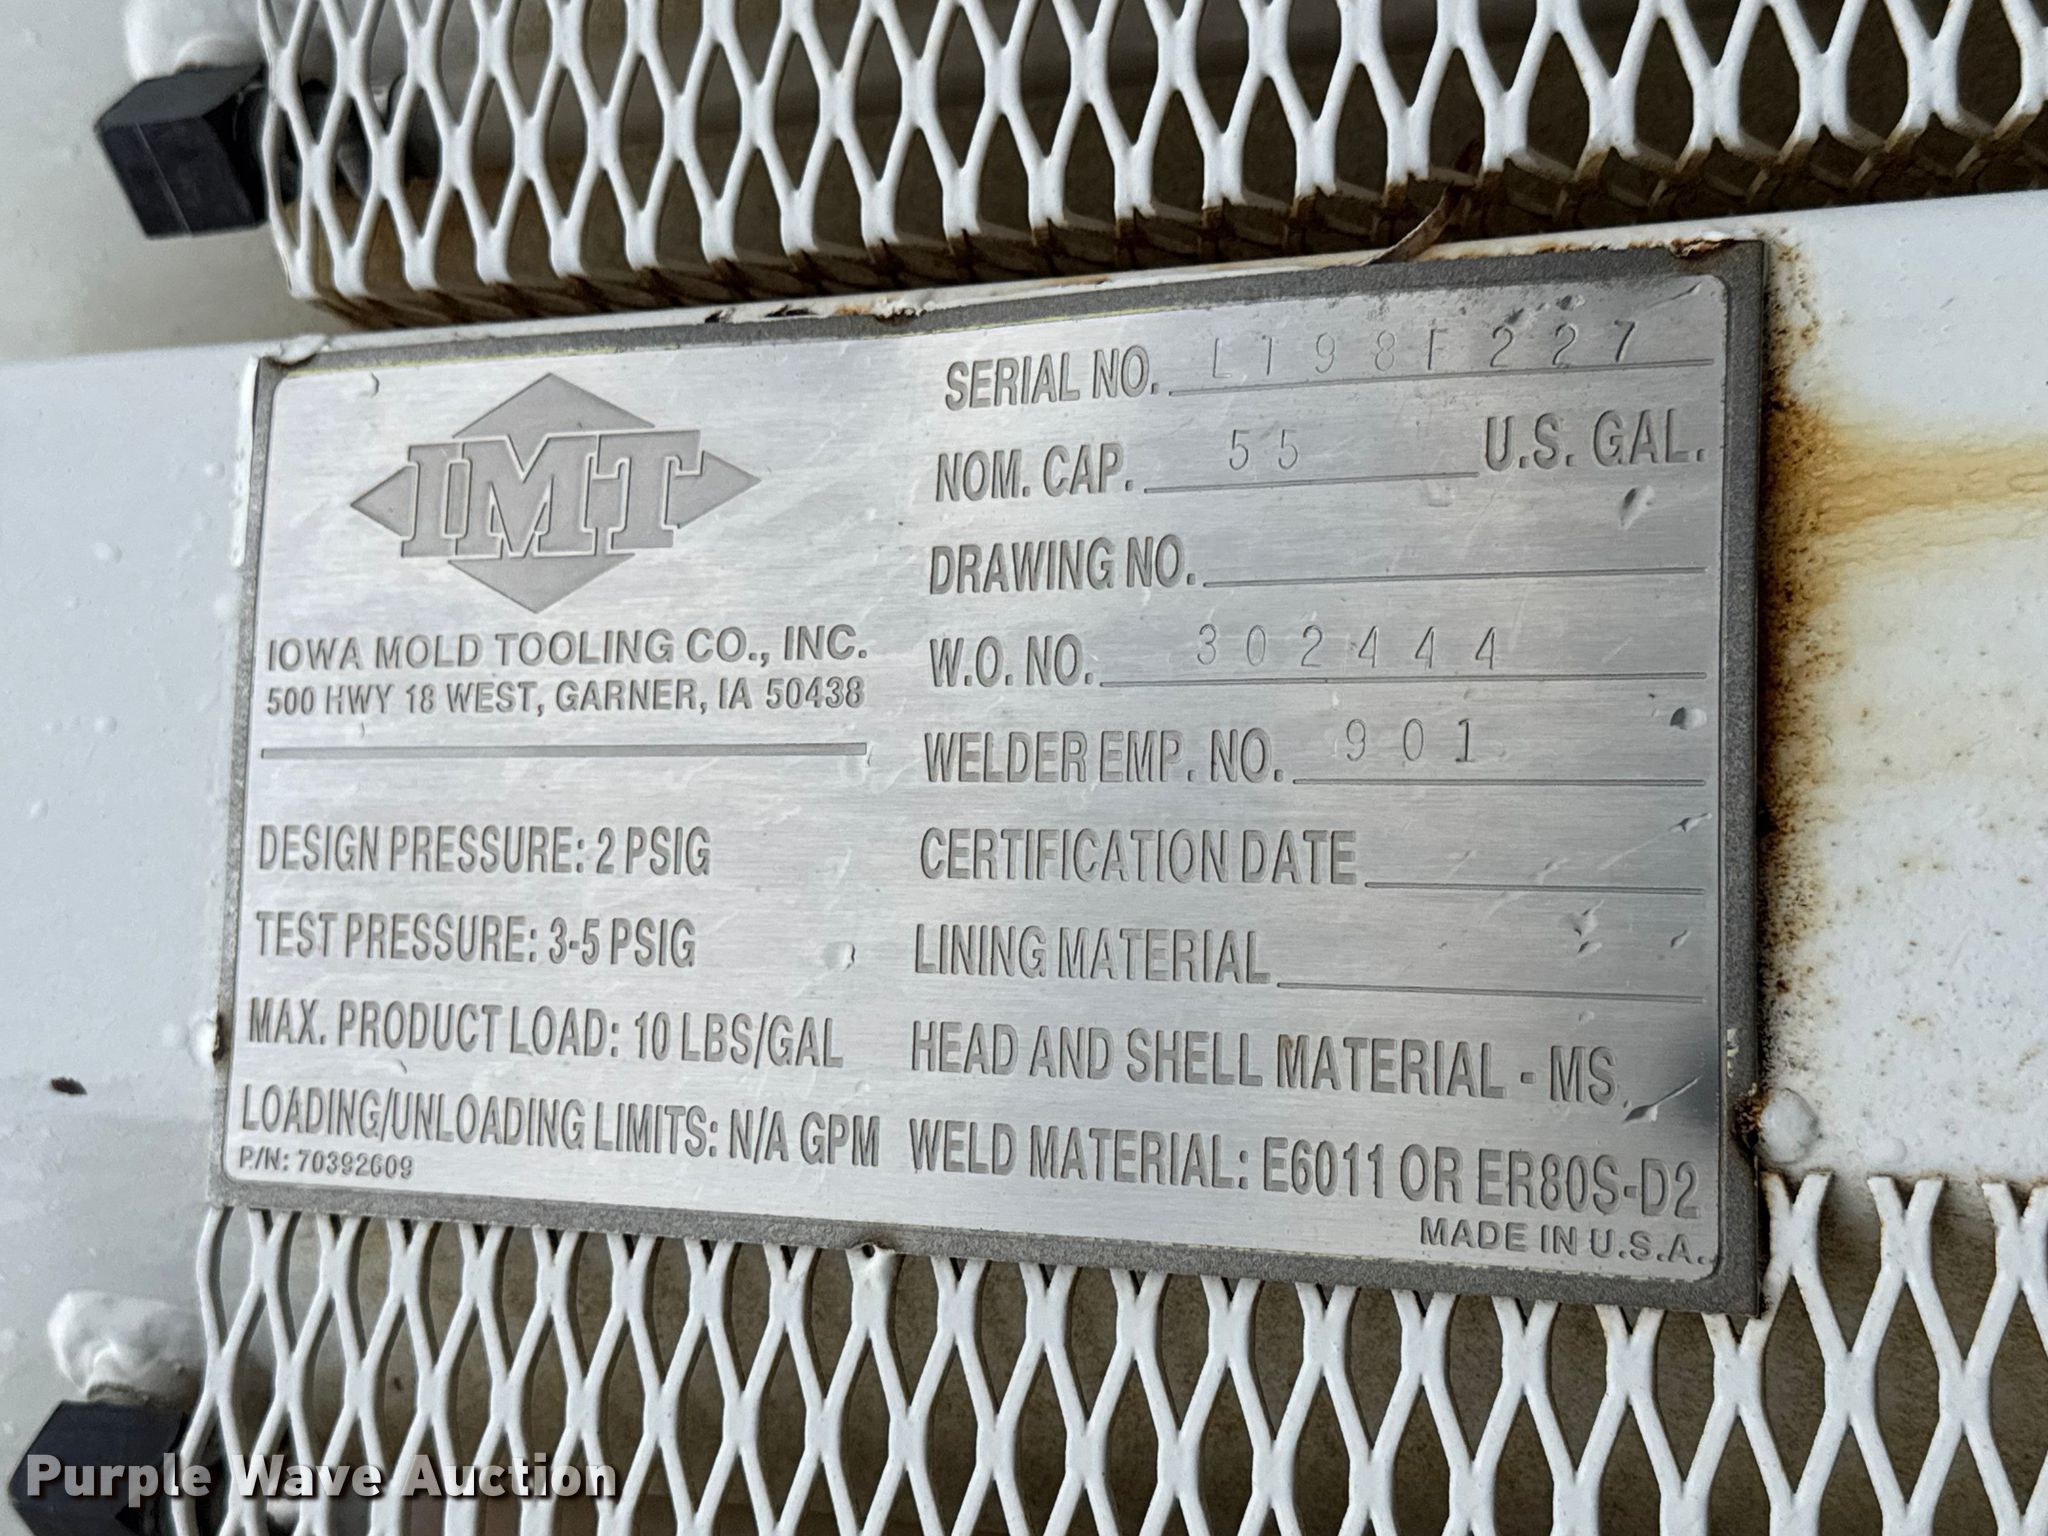 IMT
IOWA MOLD TOOLING CO., INC.
500 HWY 18 WEST, GARNER, IA 50438
DESIGN PRESSURE: 2 PSIG
TEST PRESSURE: 3-5 PSIG
MAX. PRODUCT LOAD: 10 LBS/GAL
LOADING/UNLOADING LIMITS: N/A GPM
P/N: 70392609
SERIAL NO. LT98F227
NOM. CAP. 55 U.S. GAL.
DRAWING NO.
W.O. NO. 302444
WELDER EMP. NO. 901
CERTIFICATION DATE
LINING MATERIAL
HEAD AND SHELL MATERIAL - MS
WELD MATERIAL: E6011 OR ER80S-D2
MADE IN U.S.A.
Purple Wave Auction